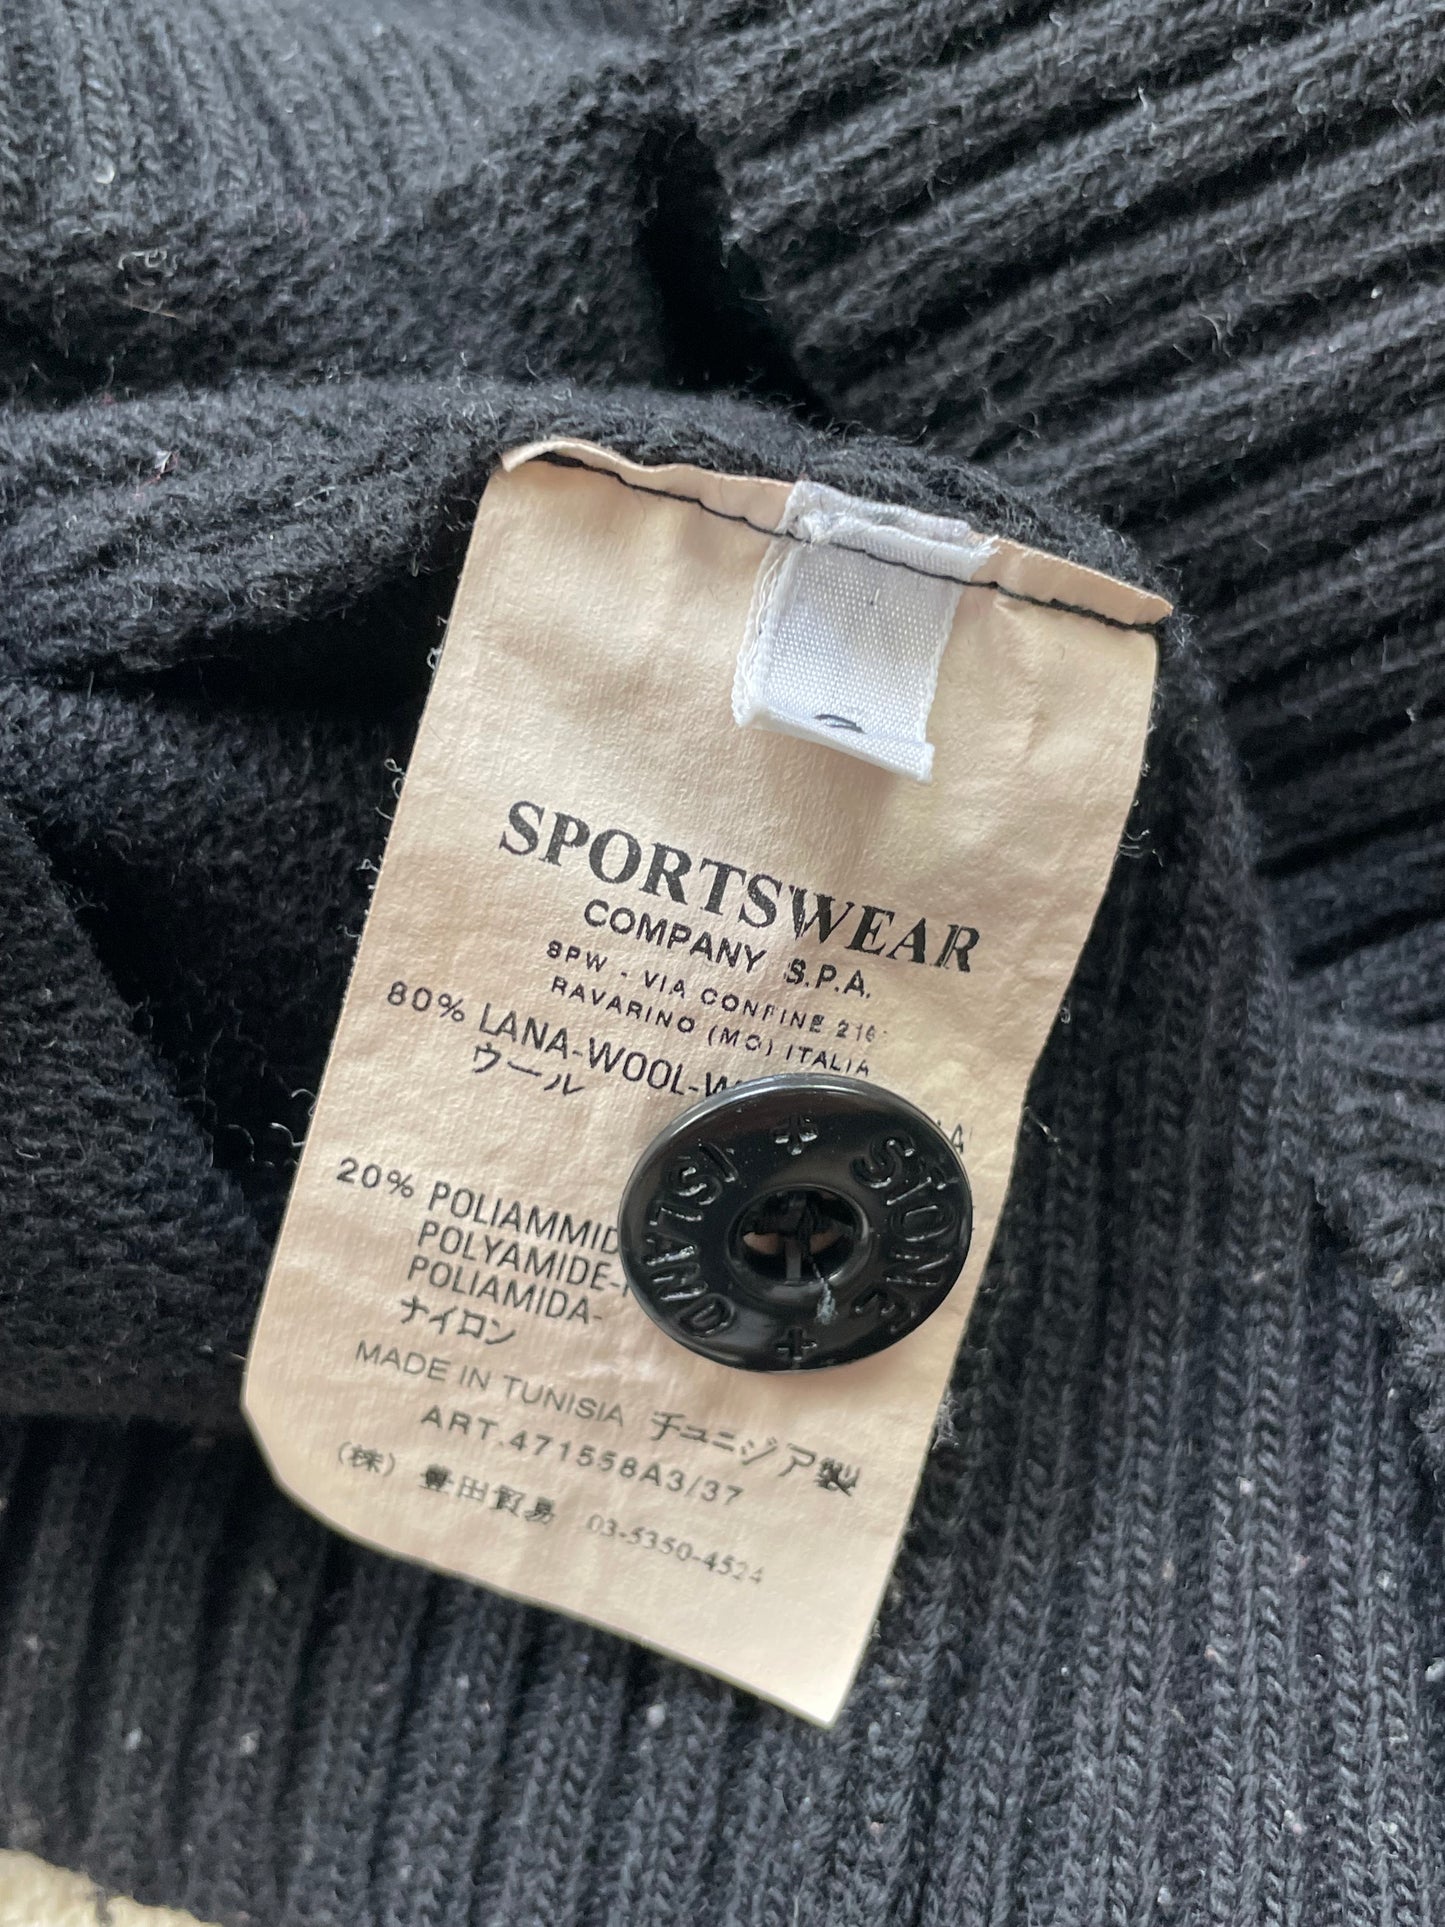 SPORTSWEAR
COMPANY S.P.A.
SPW - VIA CONFINE
RAVARINO (MO) ITALIA
80% LANA-WOOL-
ウール
20%
POLYAMIDE-
POLIAMIDA-
ナイロン
MADE IN TUNISIA チュニジア製
ART.471558A3/37
(株) 豊田貿易 03-5350-4524
STONE
ISLAND